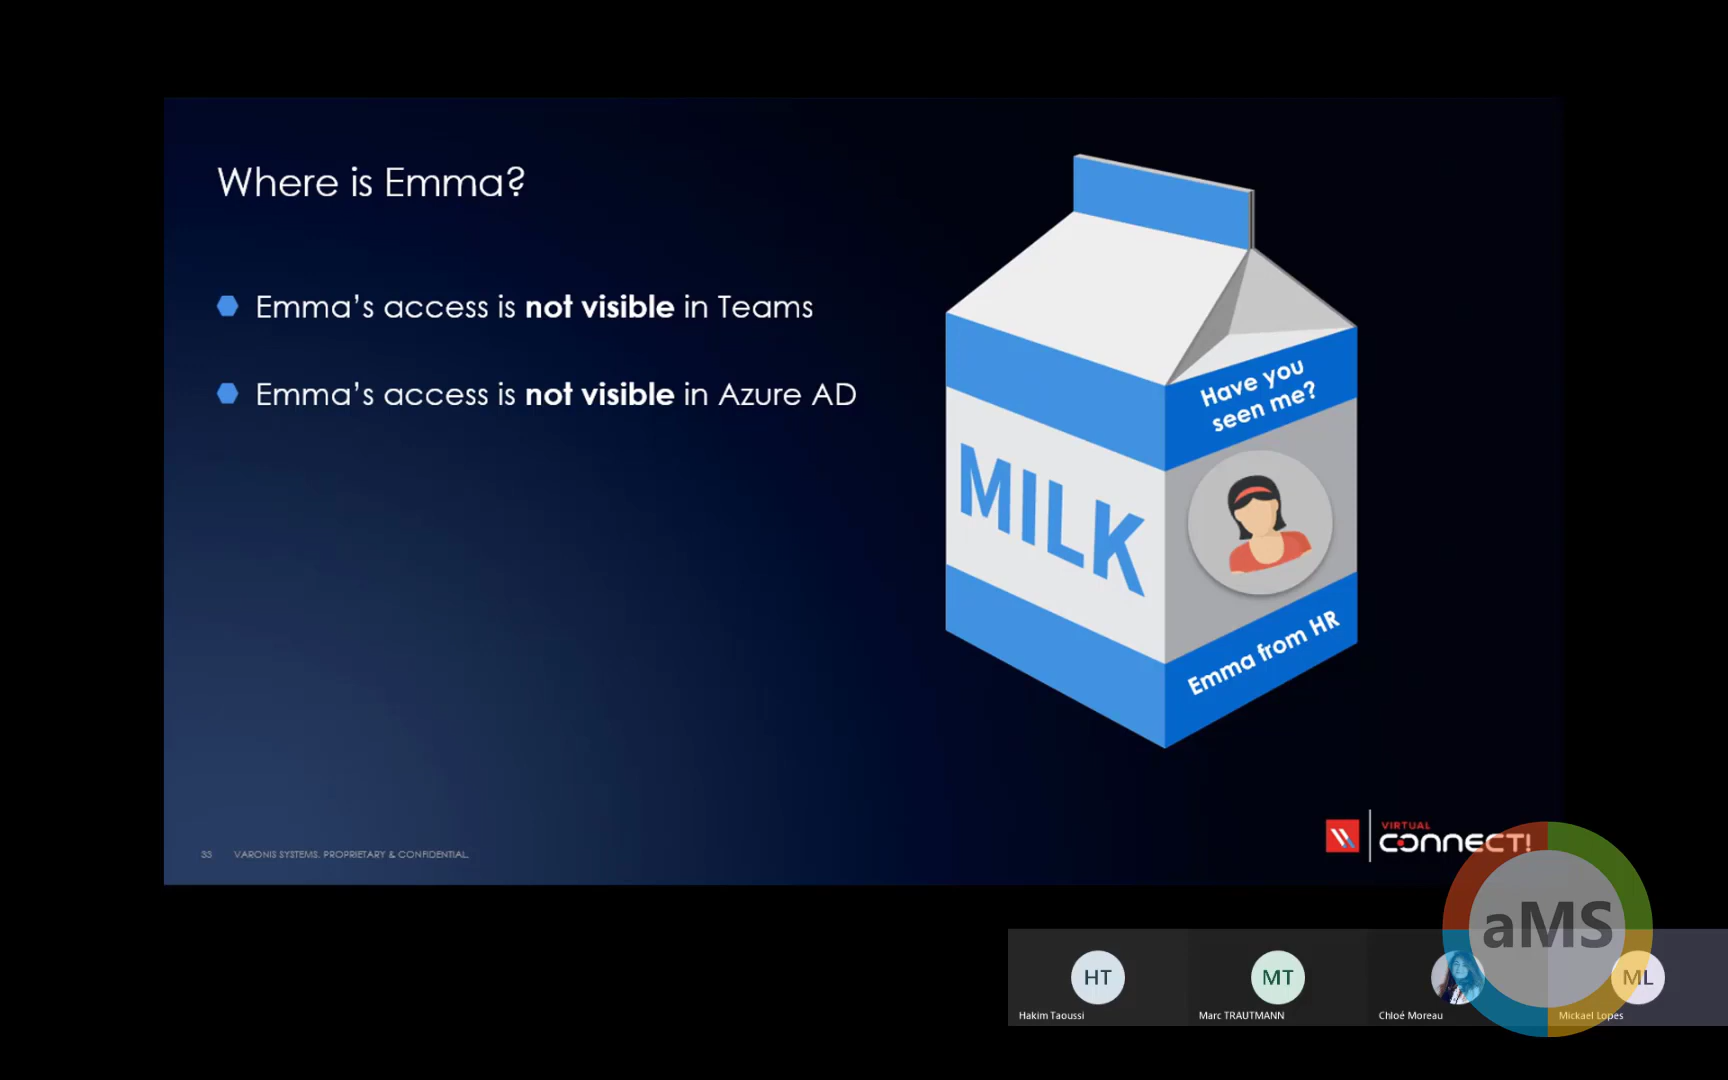 Where is Emma?
Emma’s access is not visible in Teams
Emma’s access is not visible in Azure AD
Have you
seen me?
MILK
Emma from HR
33 VARONIS SYSTEMS. PROPRIETARY & CONFIDENTIAL.
VIRTUAL
CONNECT!
aMS
HT
MT
ML
Hakim Taoussi
Marc TRAUTMANN
Chloé Moreau
Mickael Lopes